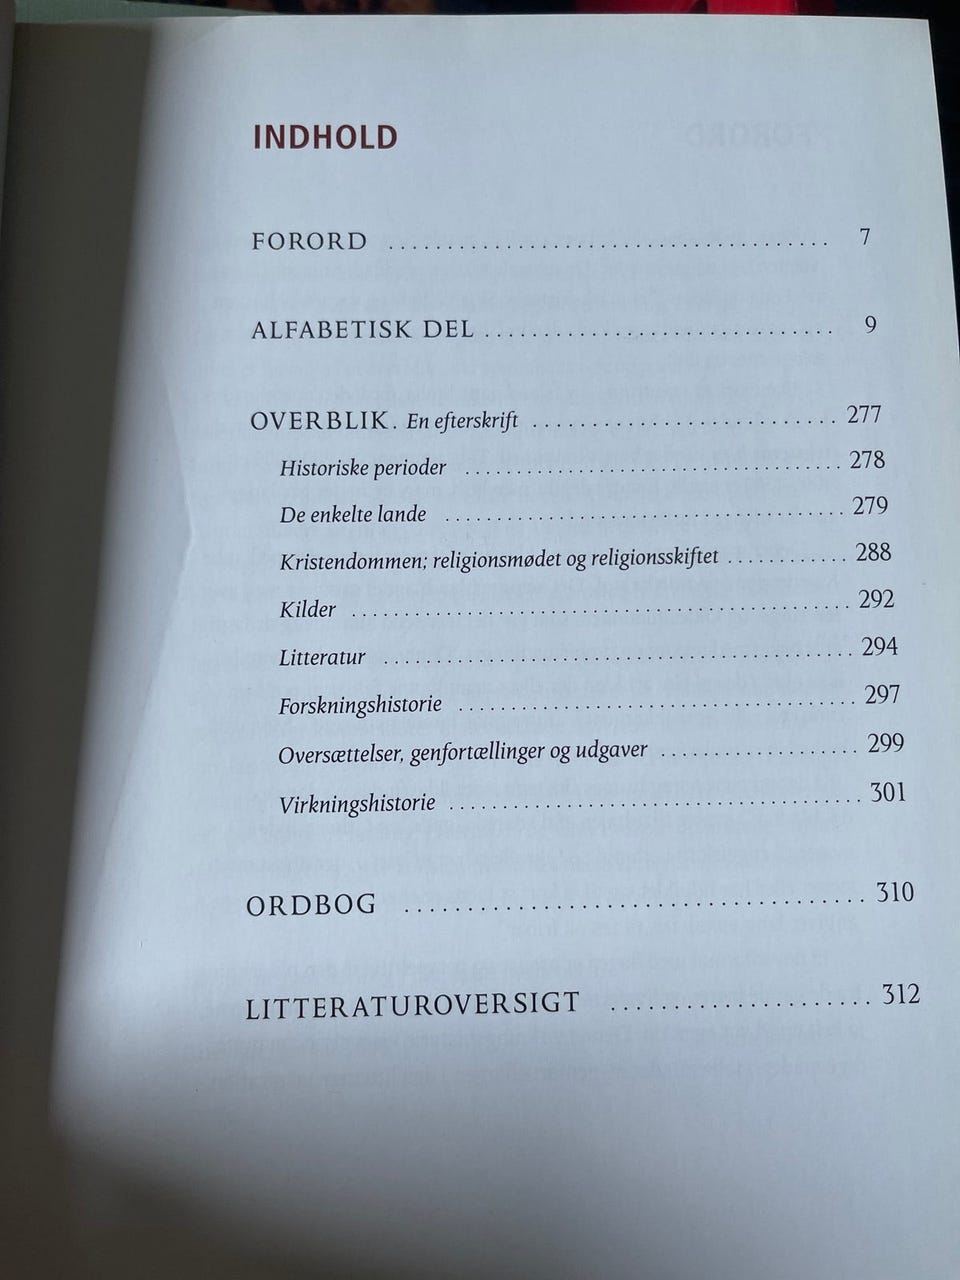 INDHOLD
FORORD ........................................ 7
ALFABETISK DEL ................................ 9
OVERBLIK. En efterskrift ............................ 277
Historiske perioder .................................. 278
De enkelte lande .................................... 279
Kristendommen; religionsmødet og religionsskiftet ........... 288
Kilder ............................................. 292
Litteratur .......................................... 294
Forskningshistorie ................................... 297
Oversættelser, genfortællinger og udgaver .................. 299
Virkningshistorie ..................................... 301
ORDBOG ......................................... 310
LITTERATUROVERSIGT ........................ 312